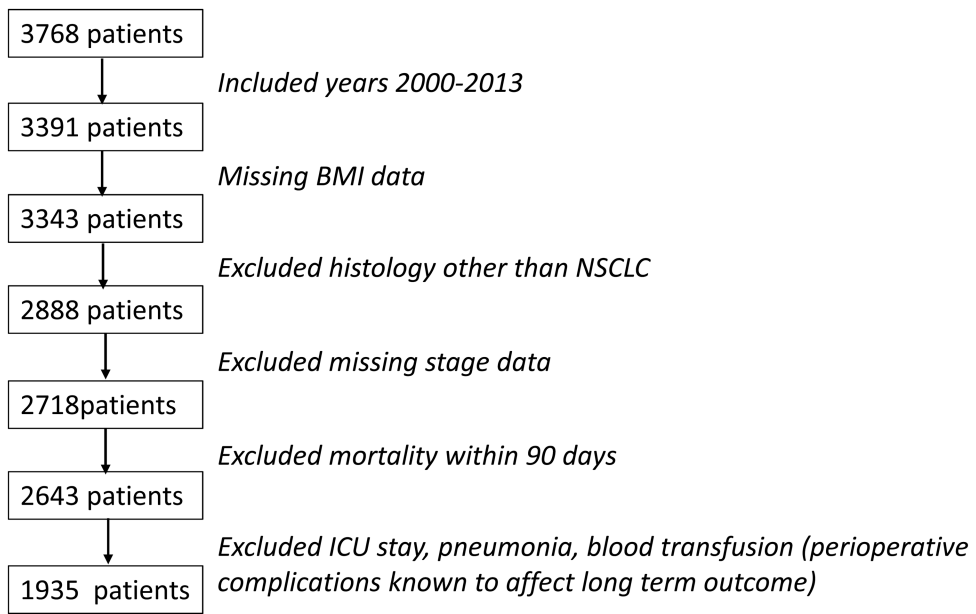 3768 patients
Included years 2000-2013
3391 patients
Missing BMI data
3343 patients
Excluded histology other than NSCLC
2888 patients
Excluded missing stage data
2718patients
Excluded mortality within 90 days
2643 patients
Excluded ICU stay, pneumonia, blood transfusion (perioperative
complications known to affect long term outcome)
1935 patients